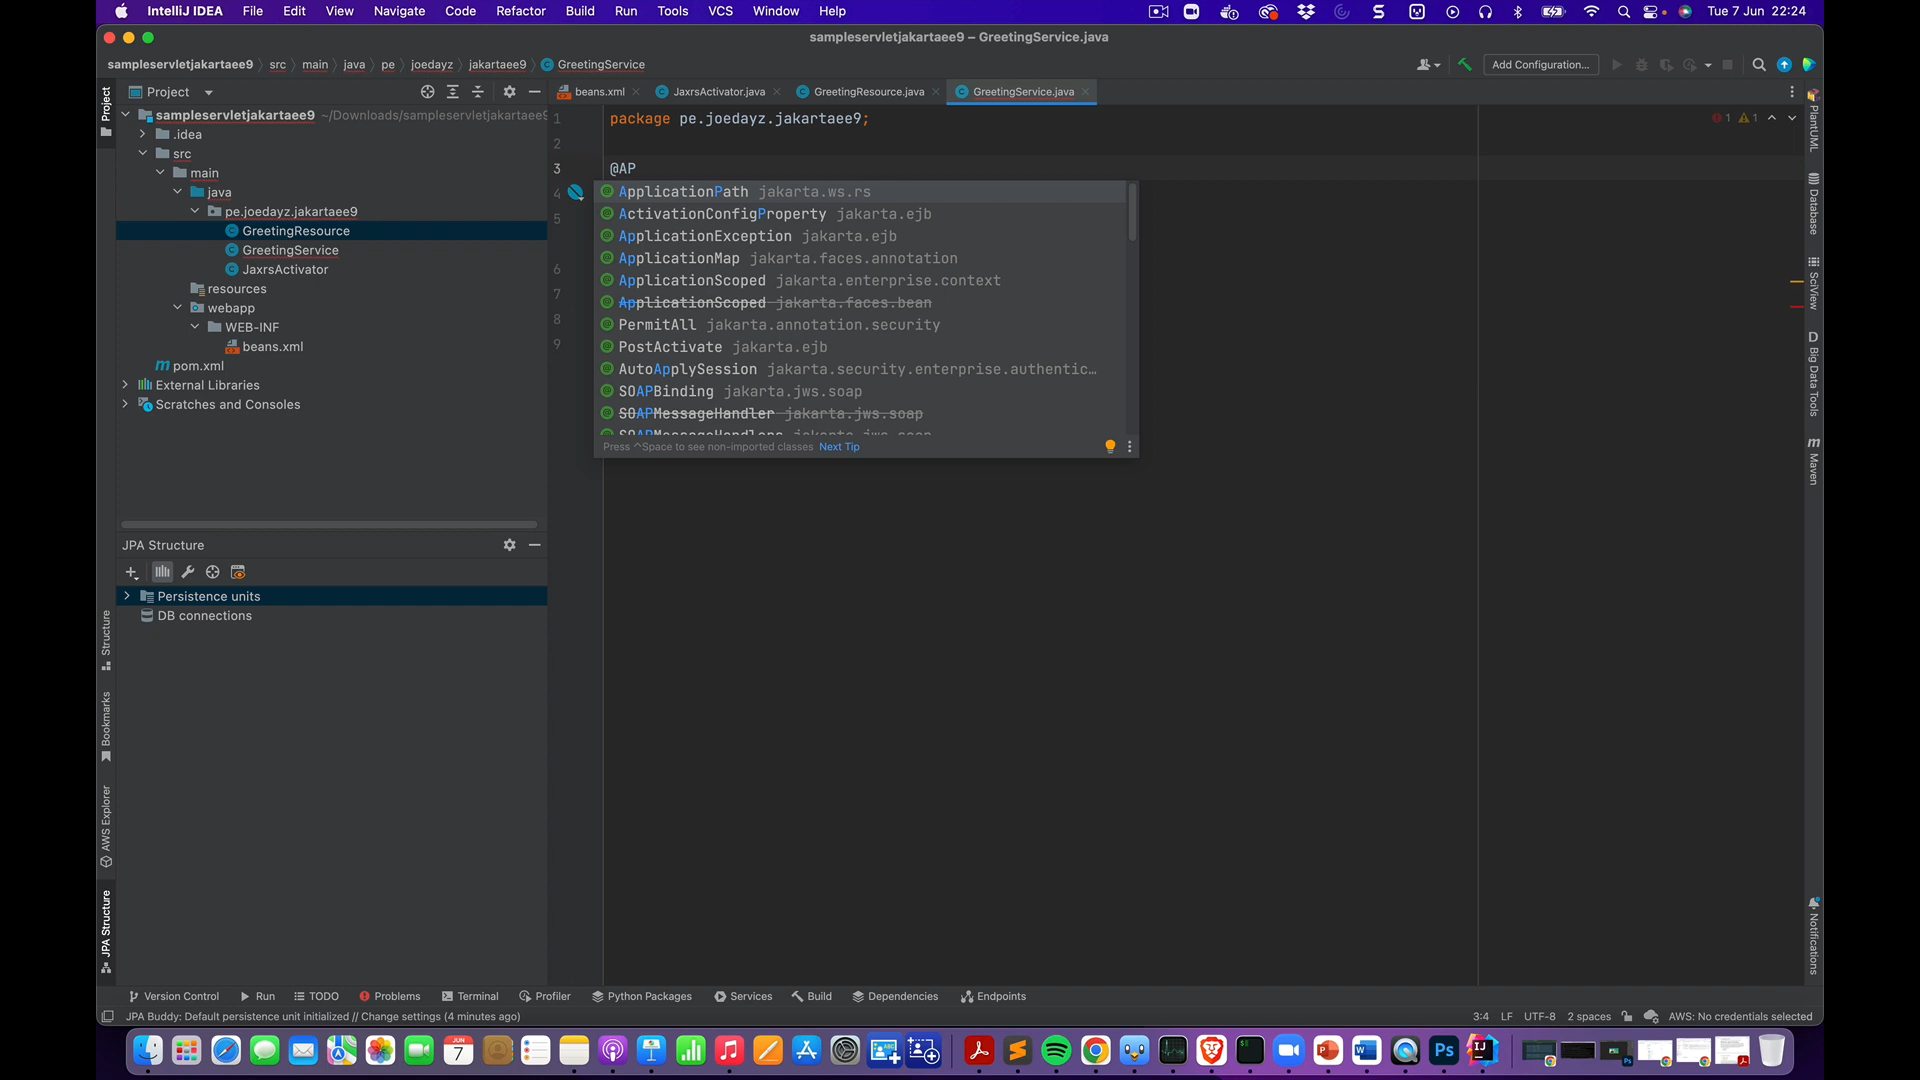 IntelliJ IDEA File Edit View Navigate Code Refactor Build Run Tools VCS Window Help Tue 7 Jun 22:24
sampleservletjakartaee9 – GreetingService.java
sampleservletjakartaee9 src main java pe joedayz jakartaee9 GreetingService Add Configuration...
Project beans.xml JaxrsActivator.java GreetingResource.java GreetingService.java
sampleservletjakartaee9 ~/Downloads/sampleservletjakartaee9
.idea
src
main
java
pe.joedayz.jakartaee9
GreetingResource
GreetingService
JaxrsActivator
resources
webapp
WEB-INF
beans.xml
pom.xml
External Libraries
Scratches and Consoles
1 package pe.joedayz.jakartaee9;
1 1
2
3 @AP
4
5
6
7
8
9
ApplicationPath jakarta.ws.rs
ActivationConfigProperty jakarta.ejb
ApplicationException jakarta.ejb
ApplicationMap jakarta.faces.annotation
ApplicationScoped jakarta.enterprise.context
ApplicationScoped jakarta.faces.bean
PermitAll jakarta.annotation.security
PostActivate jakarta.ejb
AutoApplySession jakarta.security.enterprise.authentic...
SOAPBinding jakarta.jws.soap
SOAPMessageHandler jakarta.jws.soap
SOAPMessageHandlers jakarta.jws.soap
Press ^Space to see non-imported classes Next Tip
JPA Structure
Persistence units
DB connections
Project
Structure
Bookmarks
AWS Explorer
JPA Structure
PlantUML
Database
SciView
Big Data Tools
Maven
Notifications
Version Control Run TODO Problems Terminal Profiler Python Packages Services Build Dependencies Endpoints
JPA Buddy: Default persistence unit initialized // Change settings (4 minutes ago) 3:4 LF UTF-8 2 spaces AWS: No credentials selected
JUN
7